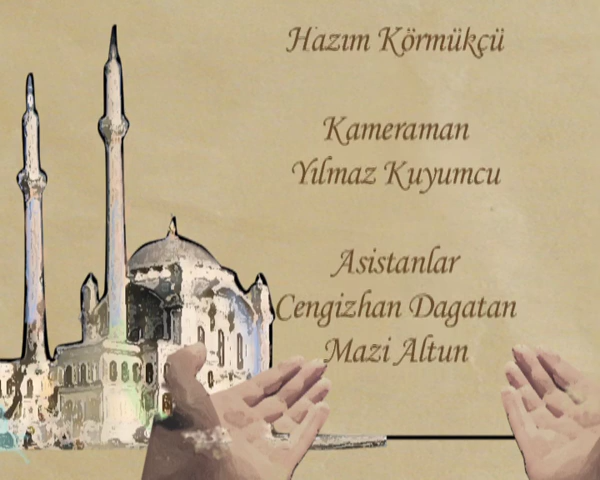 Hazım Körmükçü
Kameraman
Yılmaz Kuyumcu
Asistanlar
Cengizhan Dagatan
Mazi Altun